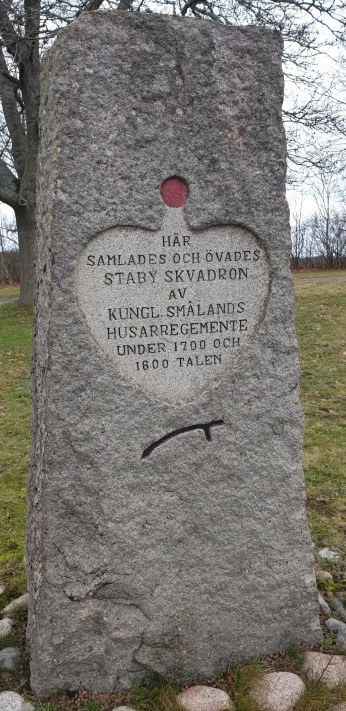 HÄR
SAMLADES OCH ÖVADES
STABY SKVADRON
AV
KUNGL. SMÅLANDS
HUSARREGEMENTE
UNDER 1700 OCH
1800 TALEN